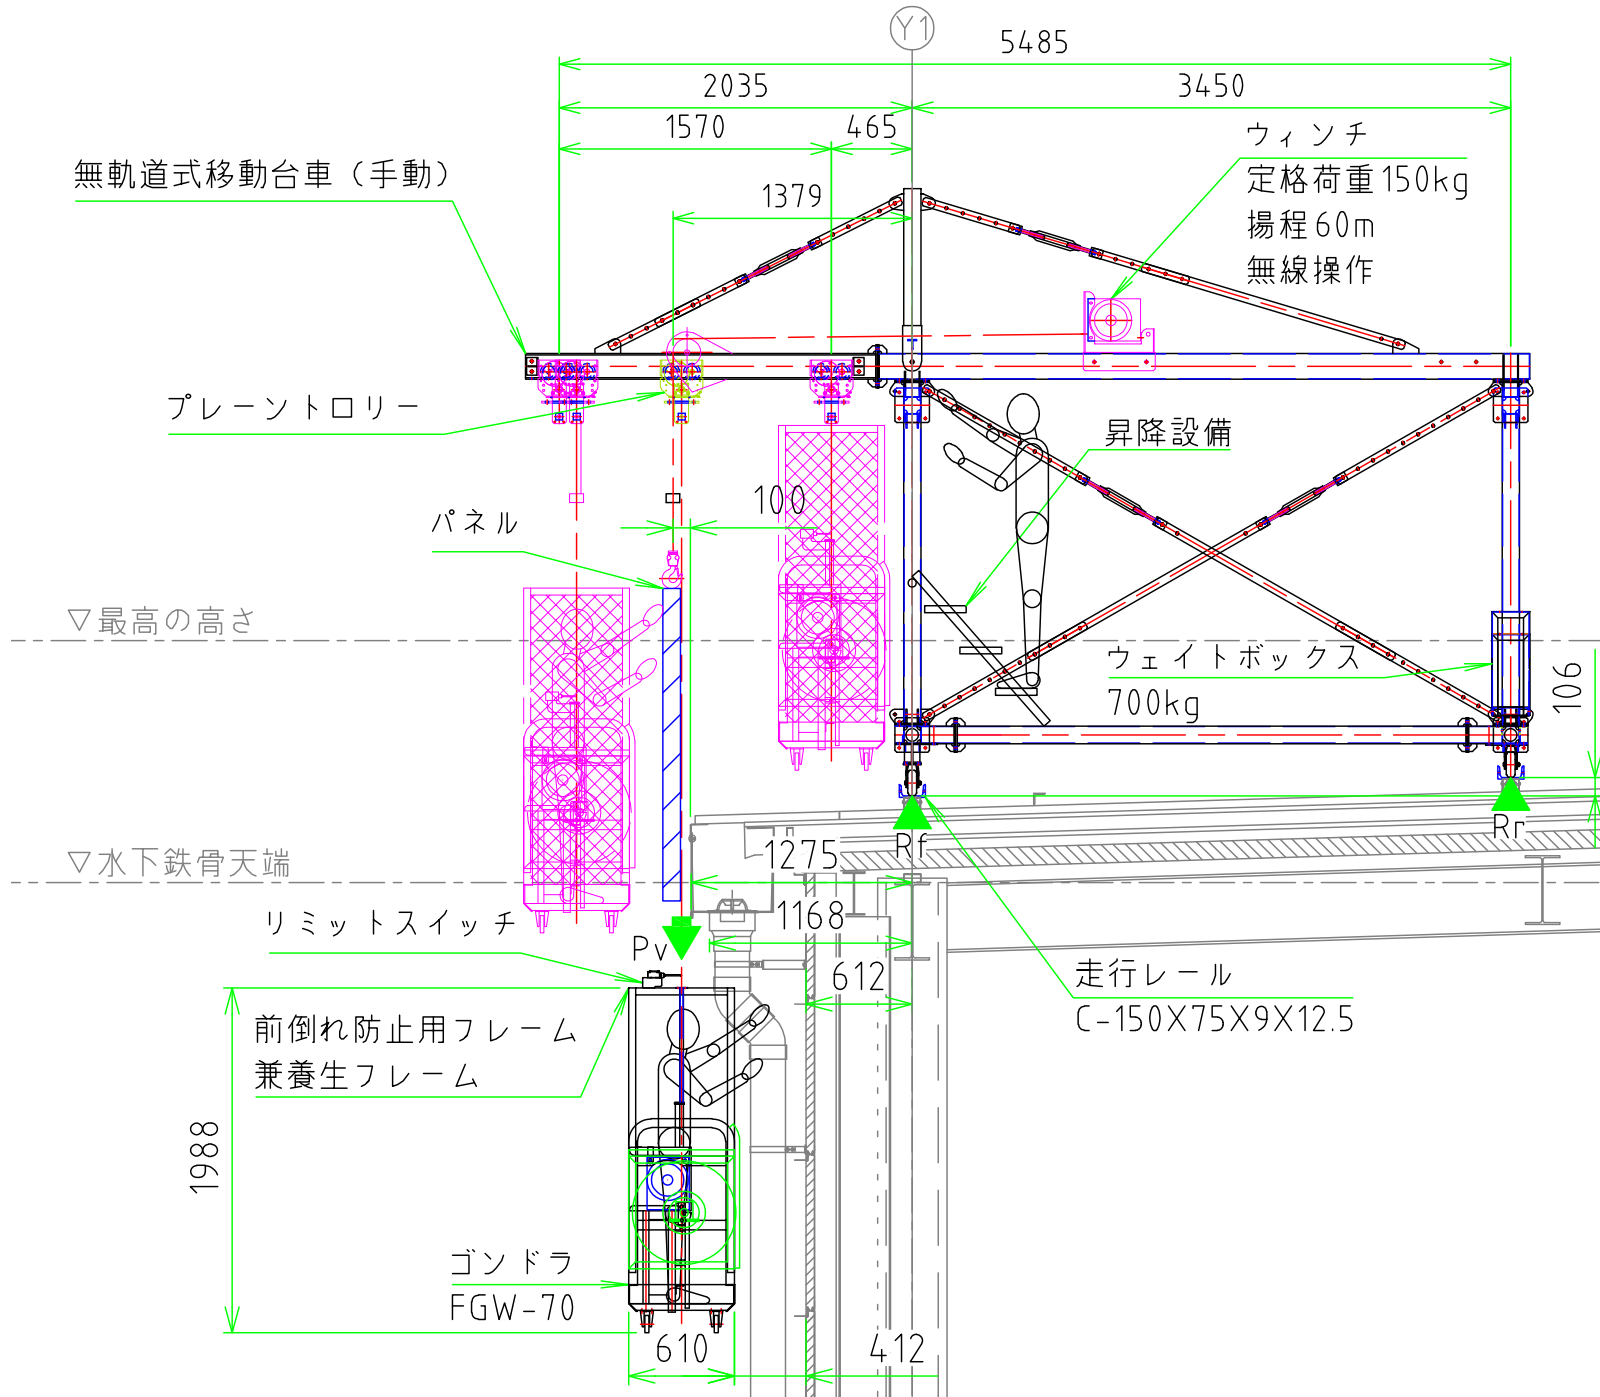 Y1
5485
2035
3450
1570
465
1379
無軌道式移動台車（手動）
ウィンチ
定格荷重150kg
揚程60m
無線操作
プレーントロリー
昇降設備
パネル
100
▽最高の高さ
ウェイトボックス
700kg
106
Rf
Rr
▽水下鉄骨天端
1275
リミットスイッチ
1168
Pv
612
走行レール
C-150X75X9X12.5
前倒れ防止用フレーム
兼養生フレーム
1988
ゴンドラ
FGW-70
610
412